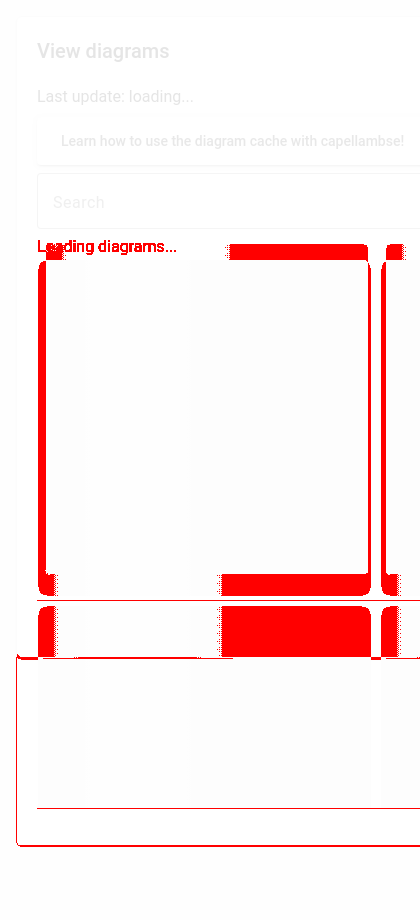 View diagrams
Last update: loading...
Learn how to use the diagram cache with capellambse!
Search
Loading diagrams...